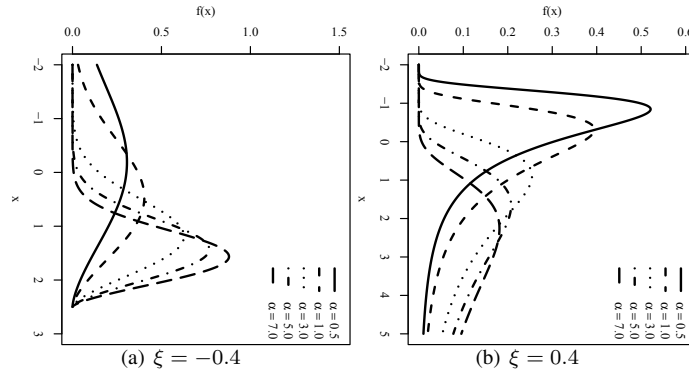 f(x)
0.0 0.5 1.0 1.5
−2 −1 0 1 2 3
x
α = 0.5
α = 1.0
α = 3.0
α = 5.0
α = 7.0
(a) ξ = −0.4
f(x)
0.0 0.1 0.2 0.3 0.4 0.5 0.6
−2 −1 0 1 2 3 4 5
x
α = 0.5
α = 1.0
α = 3.0
α = 5.0
α = 7.0
(b) ξ = 0.4